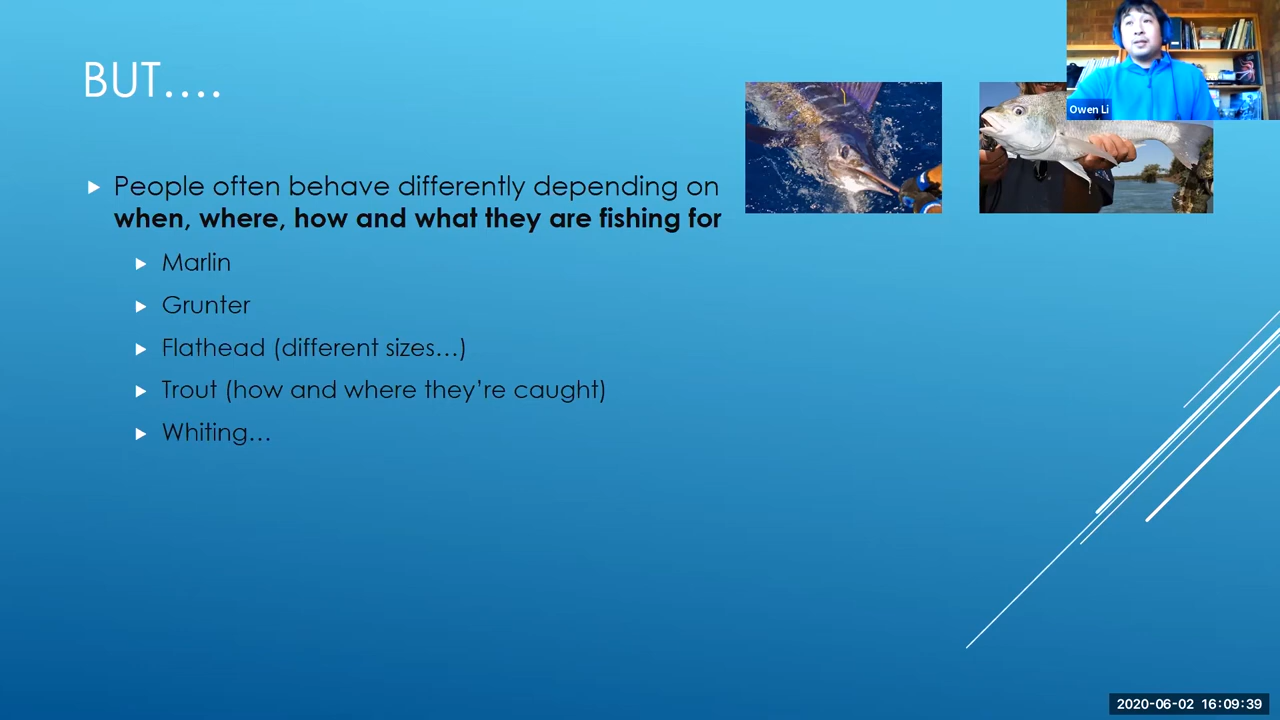 BUT....
People often behave differently depending on
when, where, how and what they are fishing for
Marlin
Grunter
Flathead (different sizes...)
Trout (how and where they're caught)
Whiting...
Owen Li
2020-06-02 16:09:39